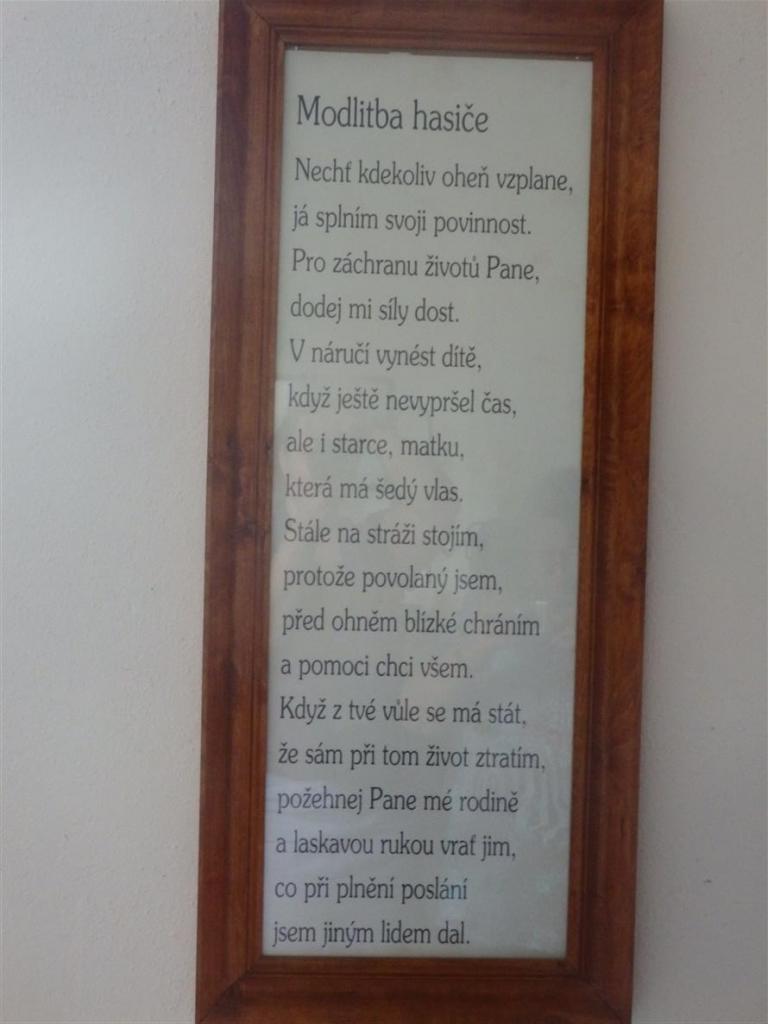 Modlitba hasiče
Nechť kdekoliv oheň vzplane,
já splním svoji povinnost.
Pro záchranu životů Pane,
dodej mi síly dost.
V náručí vynést dítě,
když ještě nevypršel čas,
ale i starce, matku,
která má šedý vlas.
Stále na stráži stojím,
protože povolaný jsem,
před ohněm blízké chráním
a pomoci chci všem.
Když z tvé vůle se má stát,
že sám při tom život ztratím,
požehnej Pane mé rodině
a laskavou rukou vrať jim,
co při plnění poslání
jsem jiným lidem dal.